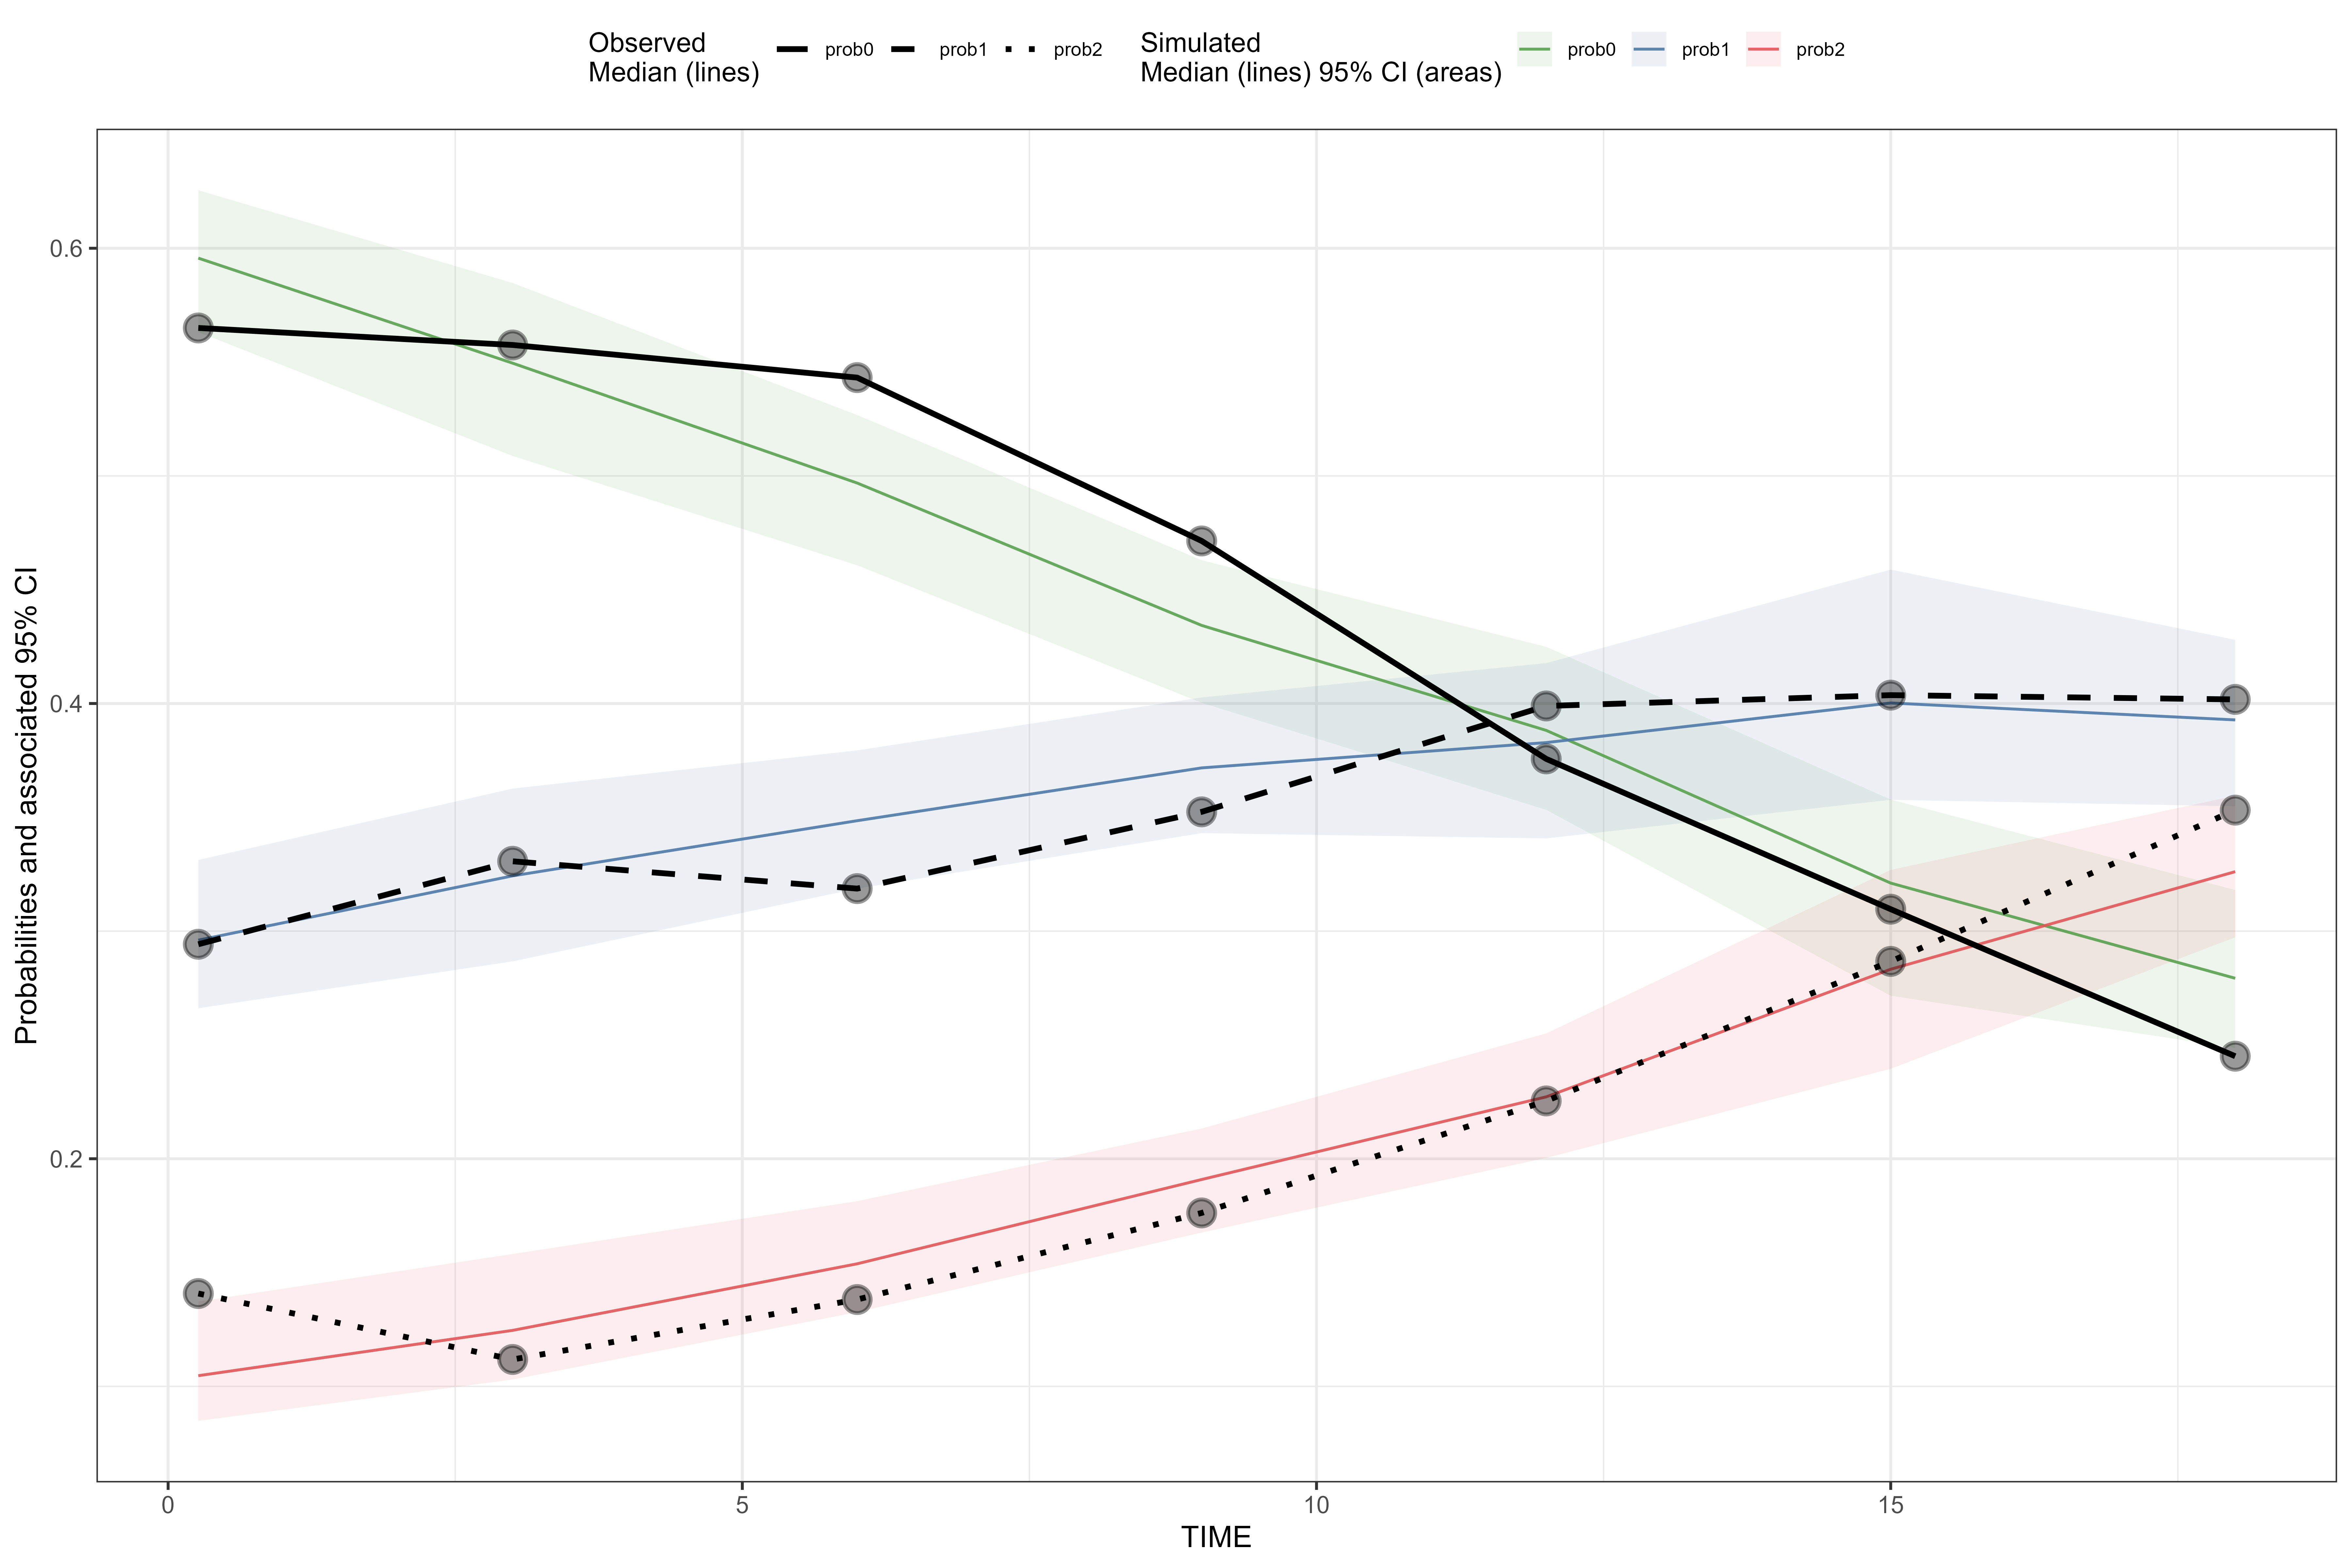 Observed
Median (lines)
prob0 prob1 prob2
Simulated
Median (lines) 95% CI (areas)
prob0 prob1 prob2
Probabilities and associated 95% CI
0.6
0.4
0.2
0 5 10 15
TIME